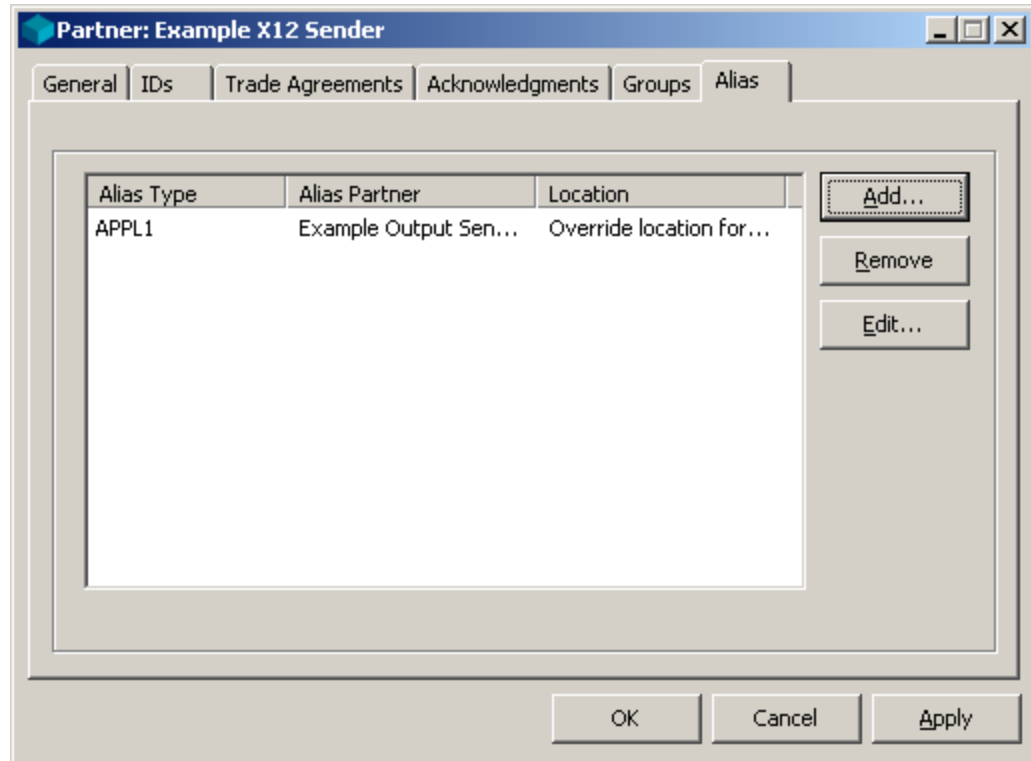 Partner: Example X12 Sender
General IDs Trade Agreements Acknowledgments Groups Alias
Alias Type Alias Partner Location
APPL1 Example Output Sen... Override location for...
Add...
Remove
Edit...
OK Cancel Apply